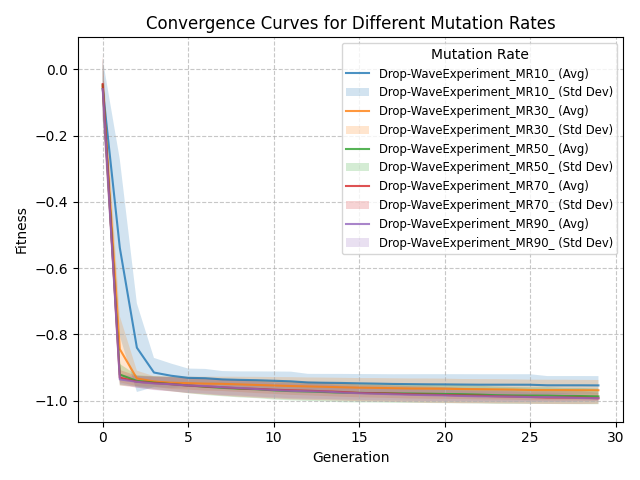 Convergence Curves for Different Mutation Rates
Mutation Rate
Drop-WaveExperiment_MR10_ (Avg)
Drop-WaveExperiment_MR10_ (Std Dev)
Drop-WaveExperiment_MR30_ (Avg)
Drop-WaveExperiment_MR30_ (Std Dev)
Drop-WaveExperiment_MR50_ (Avg)
Drop-WaveExperiment_MR50_ (Std Dev)
Drop-WaveExperiment_MR70_ (Avg)
Drop-WaveExperiment_MR70_ (Std Dev)
Drop-WaveExperiment_MR90_ (Avg)
Drop-WaveExperiment_MR90_ (Std Dev)
Fitness
0.0
−0.2
−0.4
−0.6
−0.8
−1.0
0 5 10 15 20 25 30
Generation